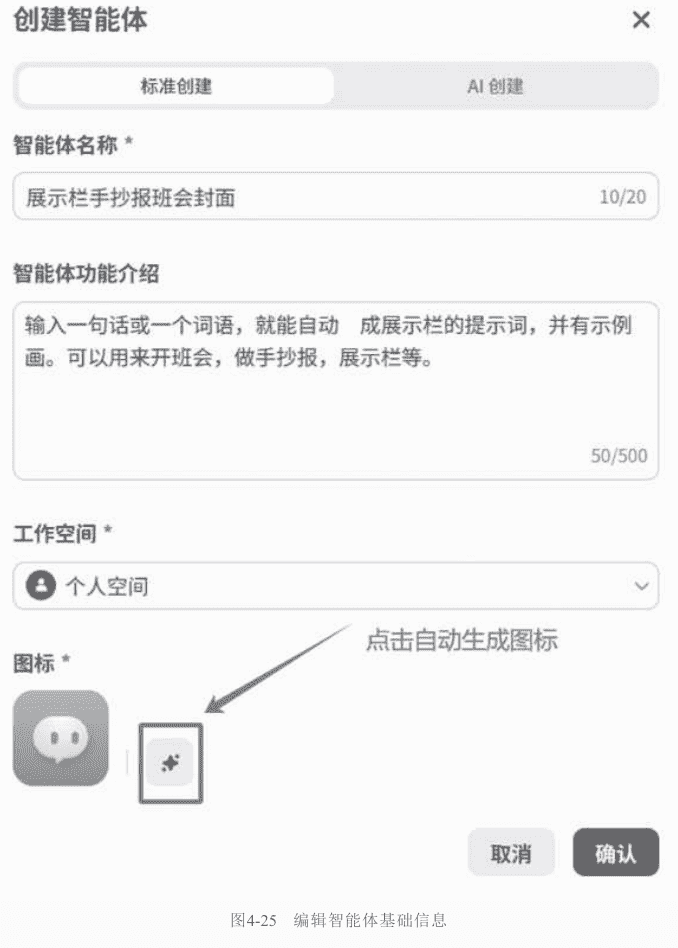 创建智能体
标准创建
AI 创建
智能体名称 *
展示栏手抄报班会封面
10/20
智能体功能介绍
输入一句话或一个词语，就能自动 成展示栏的提示词，并有示例
画。可以用来开班会，做手抄报，展示栏等。
50/500
工作空间 *
个人空间
点击自动生成图标
图标 *
取消
确认
图4-25 编辑智能体基础信息